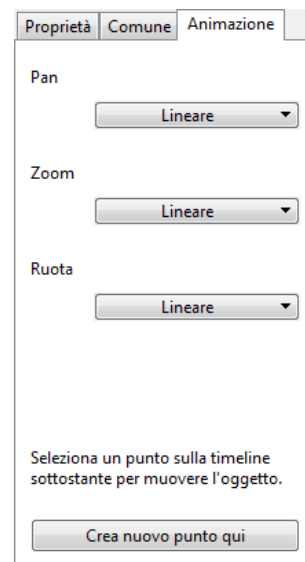 Proprietà Comune Animazione
Pan
Lineare
Zoom
Lineare
Ruota
Lineare
Seleziona un punto sulla timeline
sottostante per muovere l'oggetto.
Crea nuovo punto qui